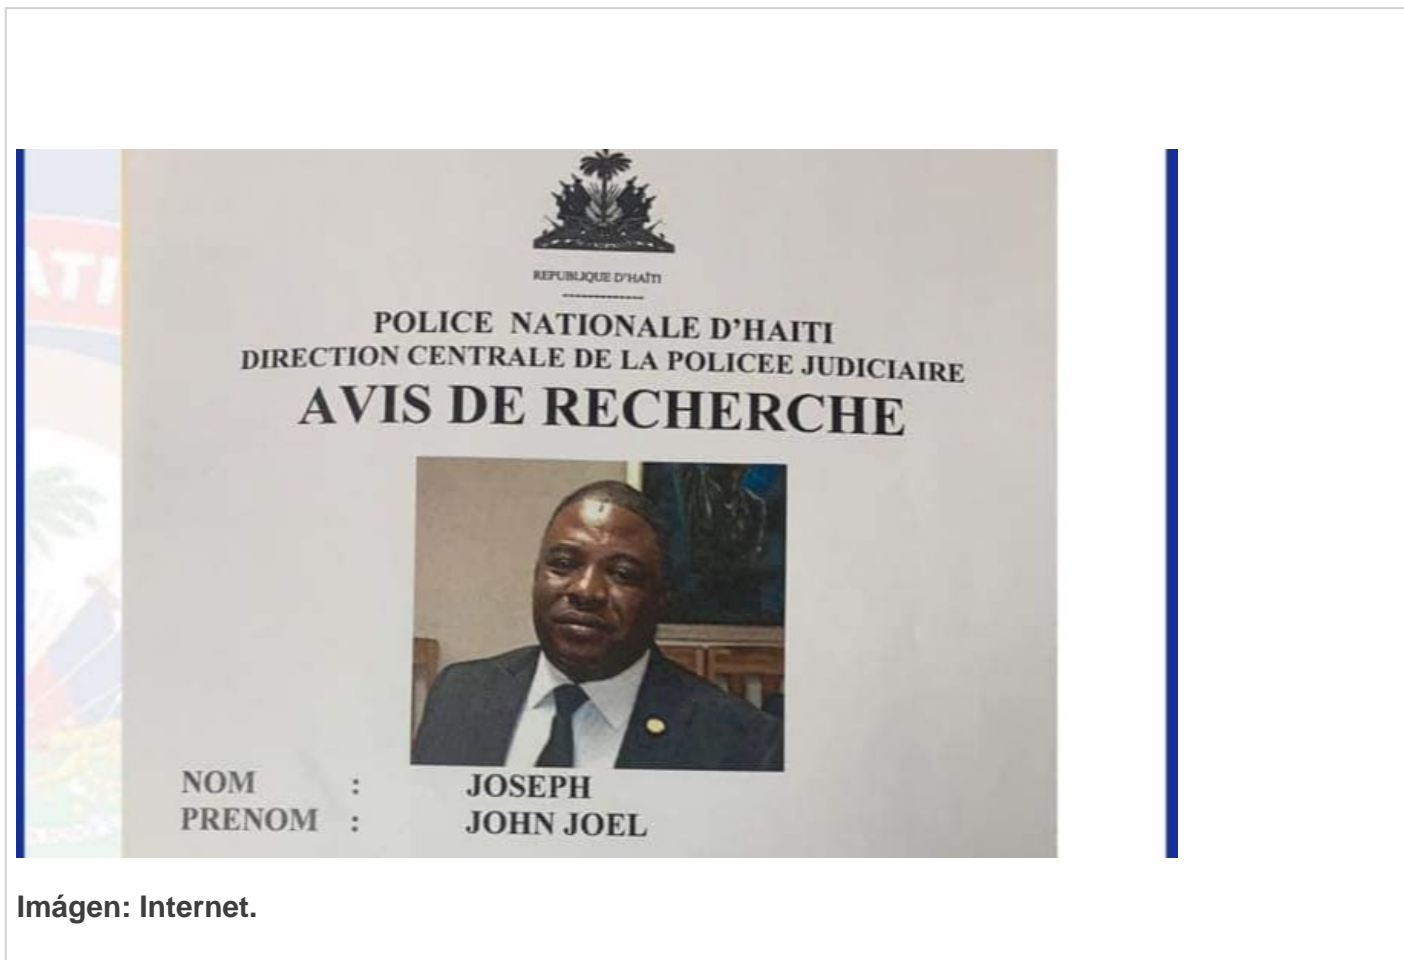 REPUBLIQUE D'HAÏTI
POLICE NATIONALE D'HAITI
DIRECTION CENTRALE DE LA POLICEE JUDICIAIRE
AVIS DE RECHERCHE
NOM : JOSEPH
PRENOM : JOHN JOEL
Imágen: Internet.